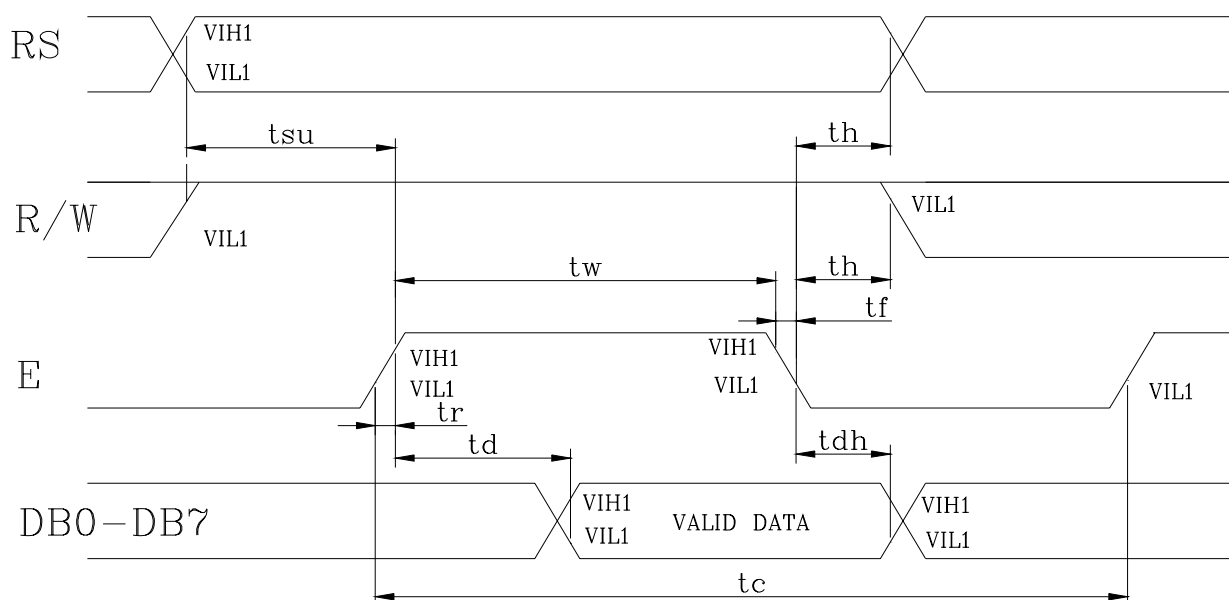 RS
VIH1
VIL1
tsu
th
R/W
VIL1
VIL1
tw
th
tf
E
VIH1
VIL1
VIH1
VIL1
VIL1
tr
td
tdh
DB0-DB7
VIH1
VIL1
VALID DATA
VIH1
VIL1
tc